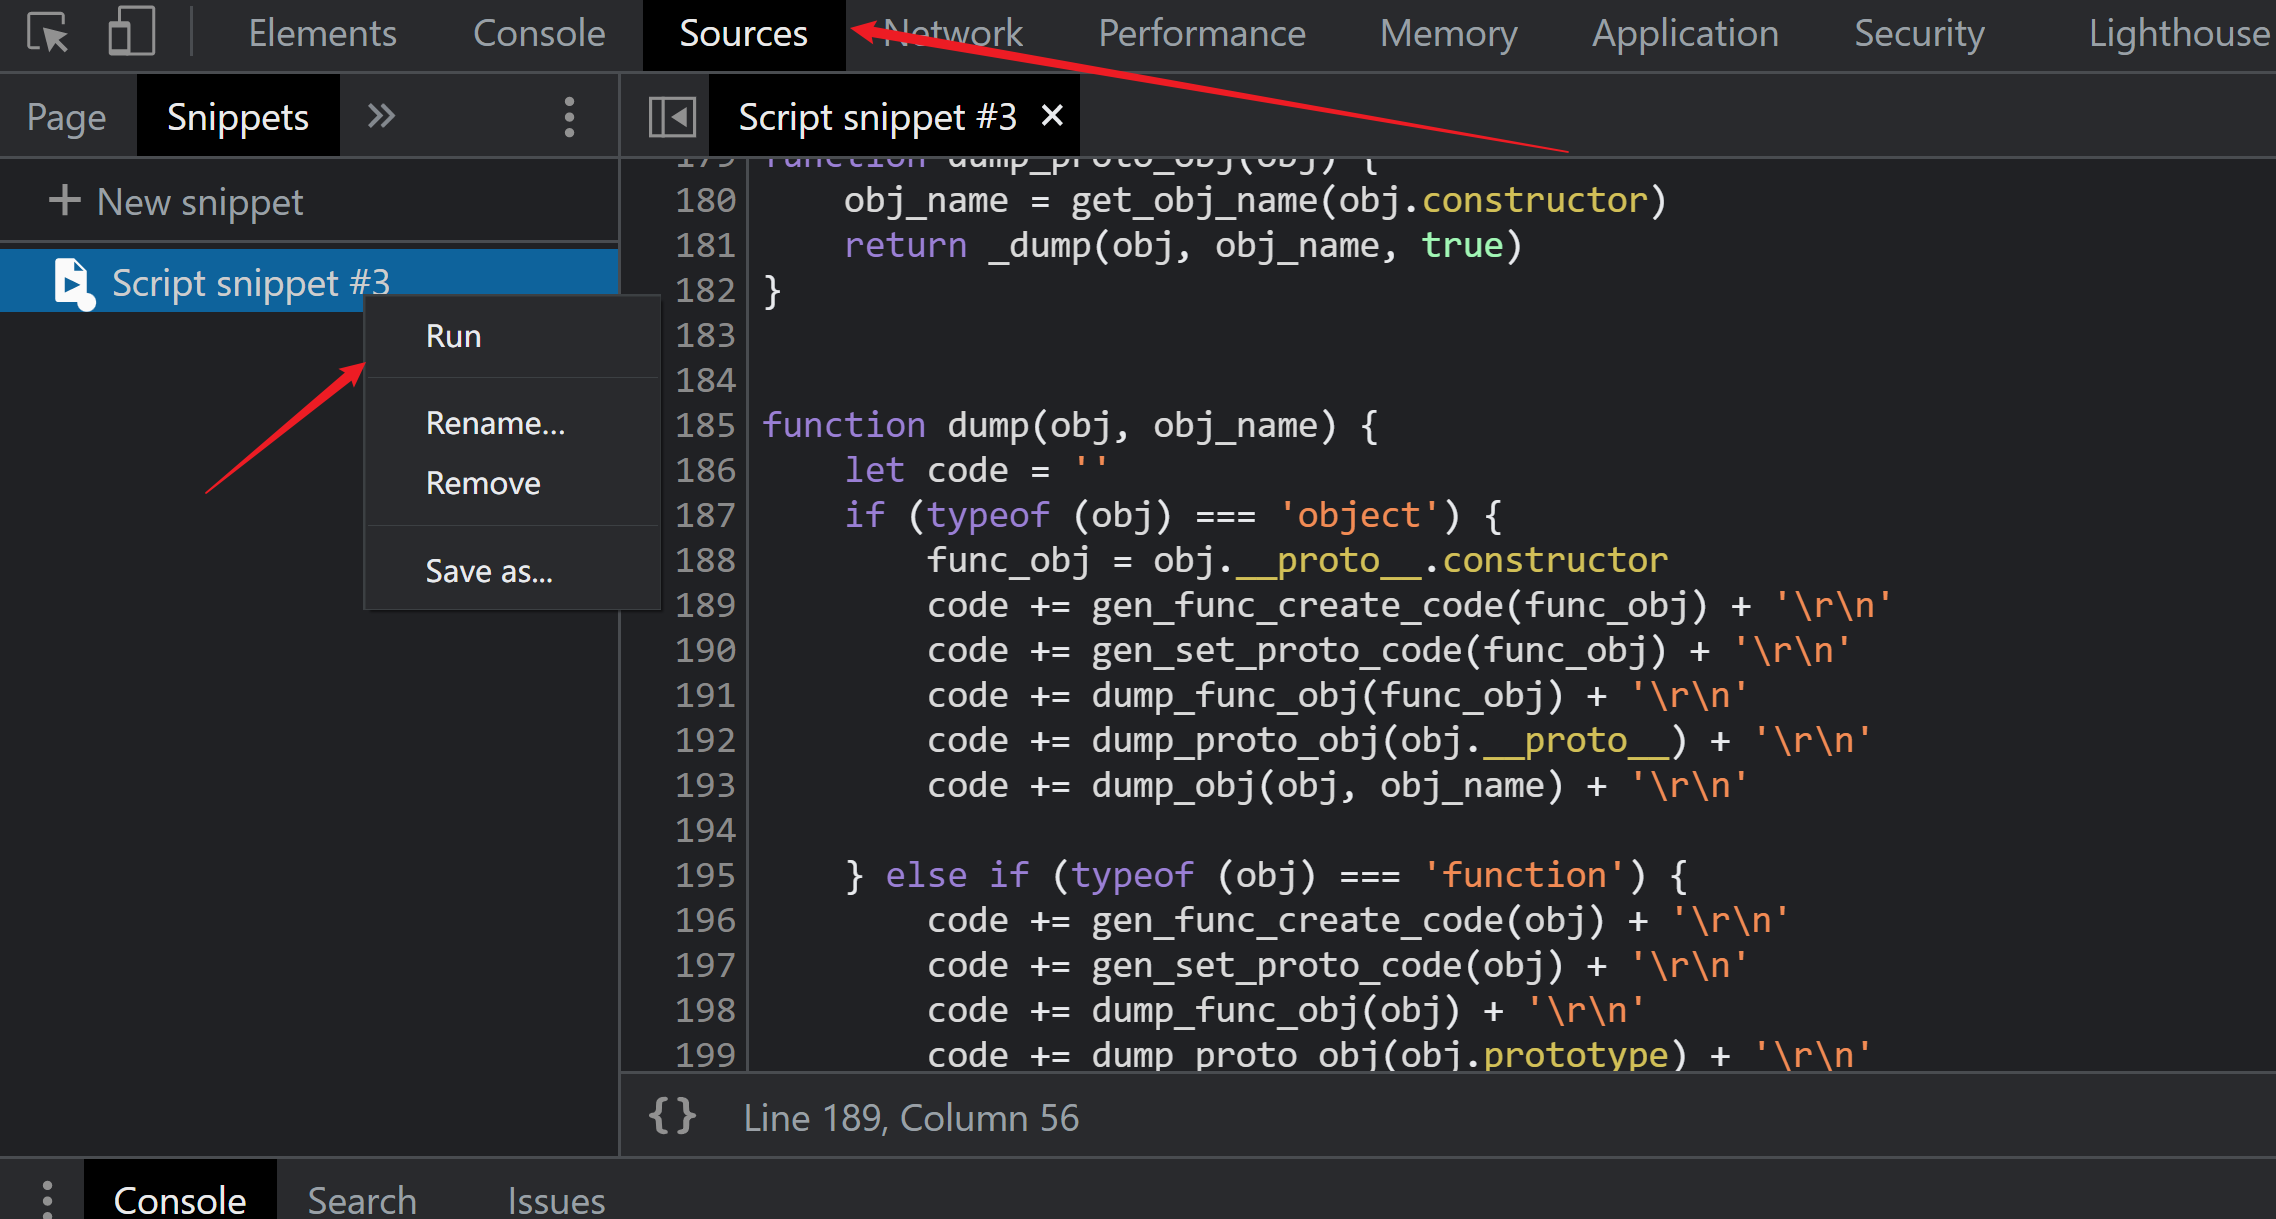 Elements Console Sources Network Performance Memory Application Security Lighthouse
Page Snippets Script snippet #3
New snippet
Script snippet #3
Run
Rename...
Remove
Save as...
179 function dump_proto_obj(obj) {
180     obj_name = get_obj_name(obj.constructor)
181     return _dump(obj, obj_name, true)
182 }
183
184
185 function dump(obj, obj_name) {
186     let code = ''
187     if (typeof (obj) === 'object') {
188         func_obj = obj.__proto__.constructor
189         code += gen_func_create_code(func_obj) + '\r\n'
190         code += gen_set_proto_code(func_obj) + '\r\n'
191         code += dump_func_obj(func_obj) + '\r\n'
192         code += dump_proto_obj(obj.__proto__) + '\r\n'
193         code += dump_obj(obj, obj_name) + '\r\n'
194
195     } else if (typeof (obj) === 'function') {
196         code += gen_func_create_code(obj) + '\r\n'
197         code += gen_set_proto_code(obj) + '\r\n'
198         code += dump_func_obj(obj) + '\r\n'
199         code += dump_proto_obj(obj.prototype) + '\r\n'
{} Line 189, Column 56
Console Search Issues